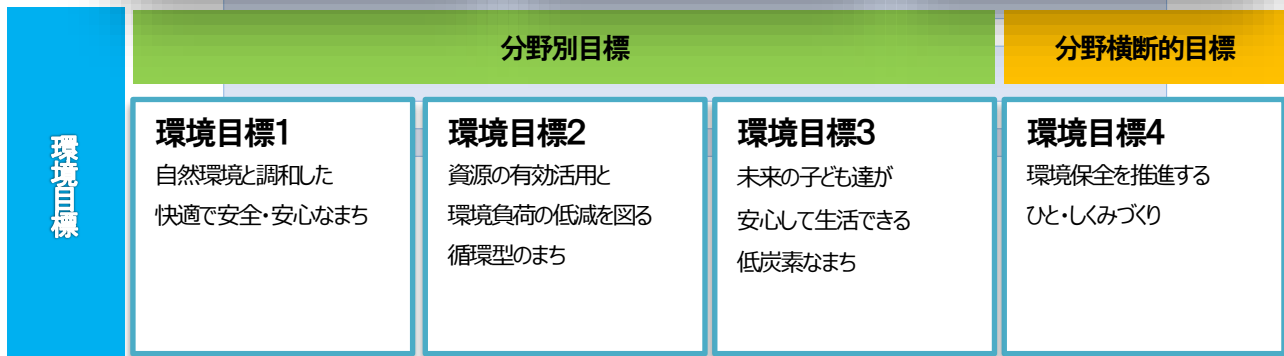 環境目標
分野別目標
分野横断的目標
環境目標1
自然環境と調和した
快適で安全・安心なまち
環境目標2
資源の有効活用と
環境負荷の低減を図る
循環型のまち
環境目標3
未来の子ども達が
安心して生活できる
低炭素なまち
環境目標4
環境保全を推進する
ひと・しくみづくり